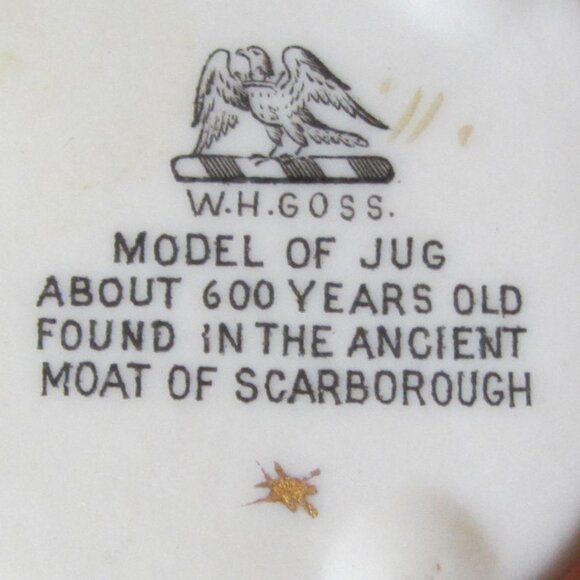 W.H.GOSS.
MODEL OF JUG
ABOUT 600 YEARS OLD
FOUND IN THE ANCIENT
MOAT OF SCARBOROUGH